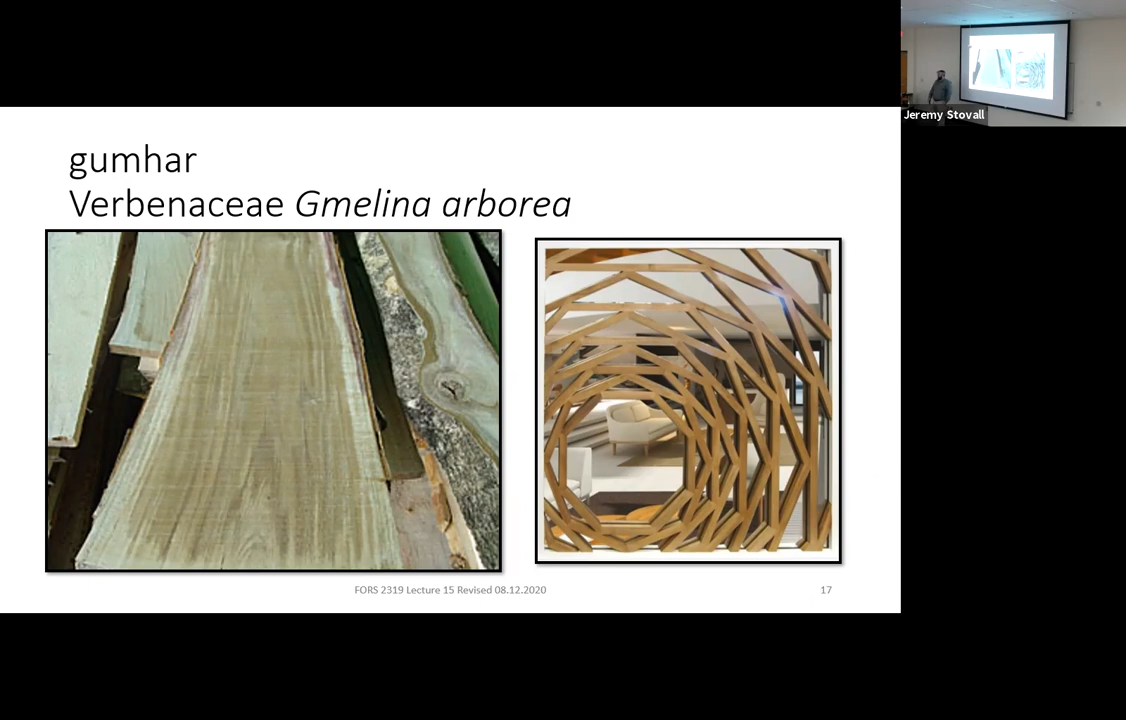 gumhar
Verbenaceae Gmelina arborea
FORS 2319 Lecture 15 Revised 08.12.2020
17
Jeremy Stovall